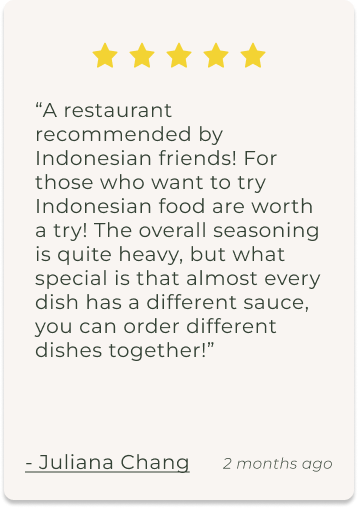 “A restaurant
recommended by
Indonesian friends! For
those who want to try
Indonesian food are worth
a try! The overall seasoning
is quite heavy, but what
special is that almost every
dish has a different sauce,
you can order different
dishes together!”
- Juliana Chang
2 months ago